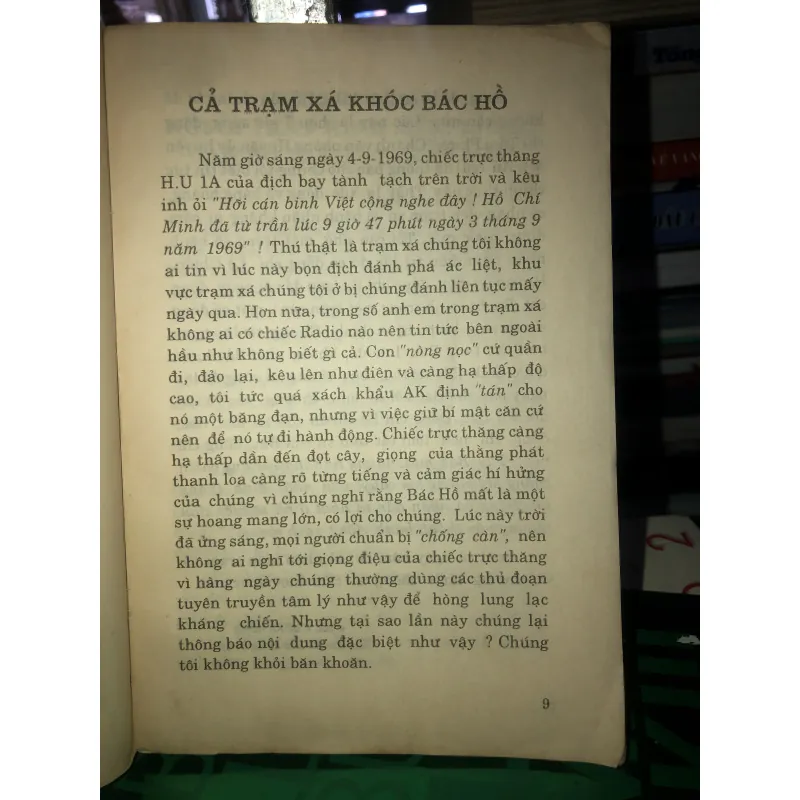 CẢ TRẠM XÁ KHÓC BÁC HỒ
Năm giờ sáng ngày 4-9-1969, chiếc trực thăng
H.U 1A của địch bay tành tạch trên trời và kêu
inh ỏi "Hỡi cán binh Việt cộng nghe đây ! Hồ Chí
Minh đã từ trần lúc 9 giờ 47 phút ngày 3 tháng 9
năm 1969" ! Thú thật là trạm xá chúng tôi không
ai tin vì lúc này bọn địch đánh phá ác liệt, khu
vực trạm xá chúng tôi ở bị chúng đánh liên tục mấy
ngày qua. Hơn nữa, trong số anh em trong trạm xá
không ai có chiếc Radio nào nên tin tức bên ngoài
hầu như không biết gì cả. Con "nòng nọc" cứ quần
đi, đảo lại, kêu lên như điên và càng hạ thấp độ
cao, tôi tức quá xách khẩu AK định "tán" cho
nó một băng đạn, nhưng vì việc giữ bí mật căn cứ
nên để nó tự đi hành động. Chiếc trực thăng càng
hạ thấp dần đến đọt cây, giọng của thằng phát
thanh loa càng rõ từng tiếng và cảm giác hí hửng
của chúng vì chúng nghĩ rằng Bác Hồ mất là một
sự hoang mang lớn, có lợi cho chúng. Lúc này trời
đã ửng sáng, mọi người chuẩn bị "chống càn", nên
không ai nghĩ tới giọng điệu của chiếc trực thăng
vì hàng ngày chúng thường dùng các thủ đoạn
tuyên truyền tâm lý như vậy để hòng lung lạc
kháng chiến. Nhưng tại sao lần này chúng lại
thông báo nội dung đặc biệt như vậy ? Chúng
tôi không khỏi băn khoăn.
9